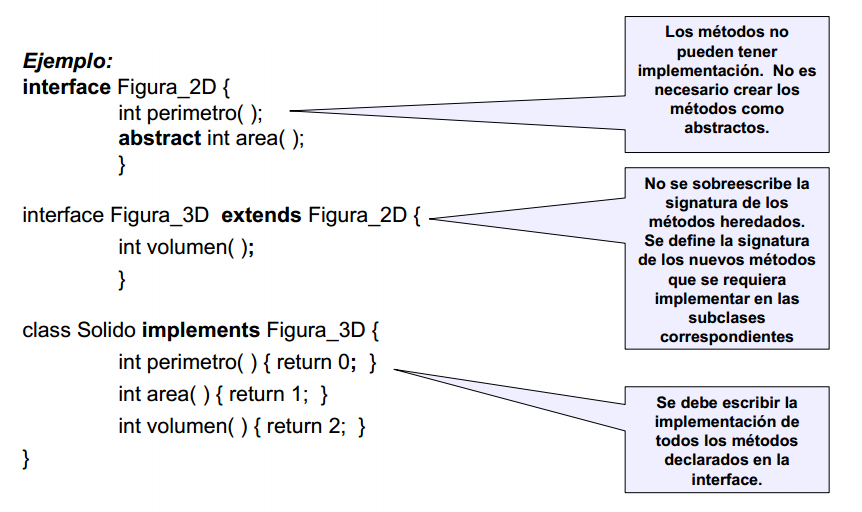 Ejemplo:
interface Figura_2D {
int perimetro( );
abstract int area( );
}
interface Figura_3D extends Figura_2D {
int volumen( );
}
class Solido implements Figura_3D {
int perimetro( ) { return 0; }
int area( ) { return 1; }
int volumen( ) { return 2; }
}
Los métodos no
pueden tener
implementación. No es
necesario crear los
métodos como
abstractos.
No se sobreescribe la
signatura de los
métodos heredados.
Se define la signatura
de los nuevos métodos
que se requiera
implementar en las
subclases
correspondientes
Se debe escribir la
implementación de
todos los métodos
declarados en la
interface.